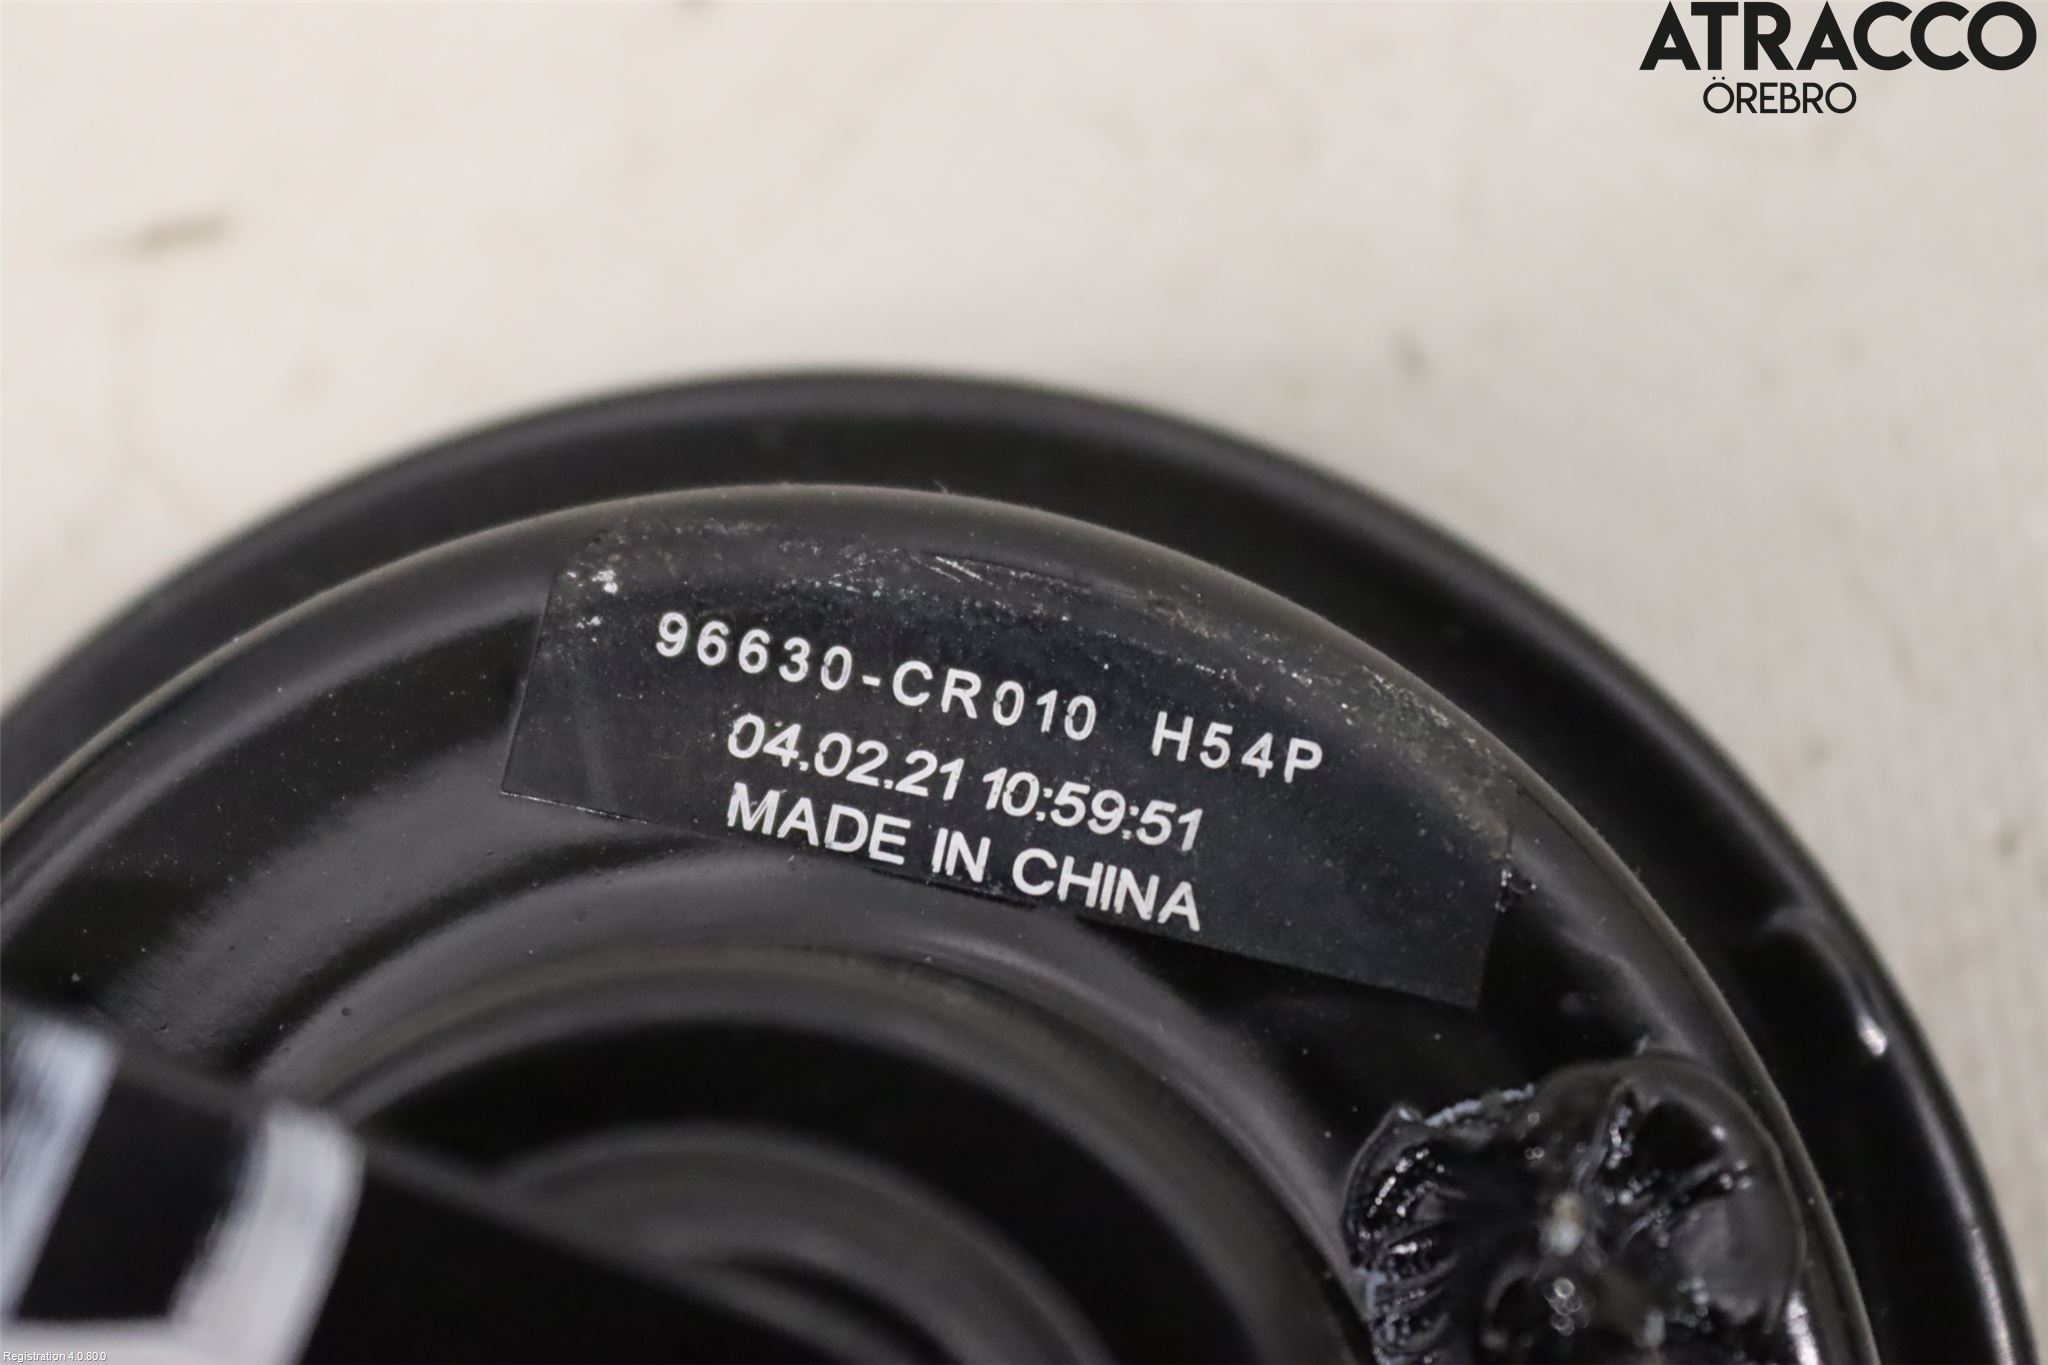 ATRACCO
ÖREBRO
96630-CR010 H54P
04.02.21 10:59:51
MADE IN CHINA
Registration 4.0.80.0